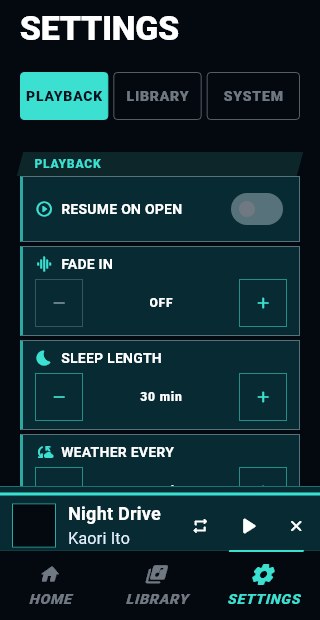 SETTINGS
PLAYBACK LIBRARY SYSTEM
PLAYBACK
RESUME ON OPEN
FADE IN
− OFF +
SLEEP LENGTH
− 30 min +
WEATHER EVERY
Night Drive
Kaori Ito
HOME LIBRARY SETTINGS